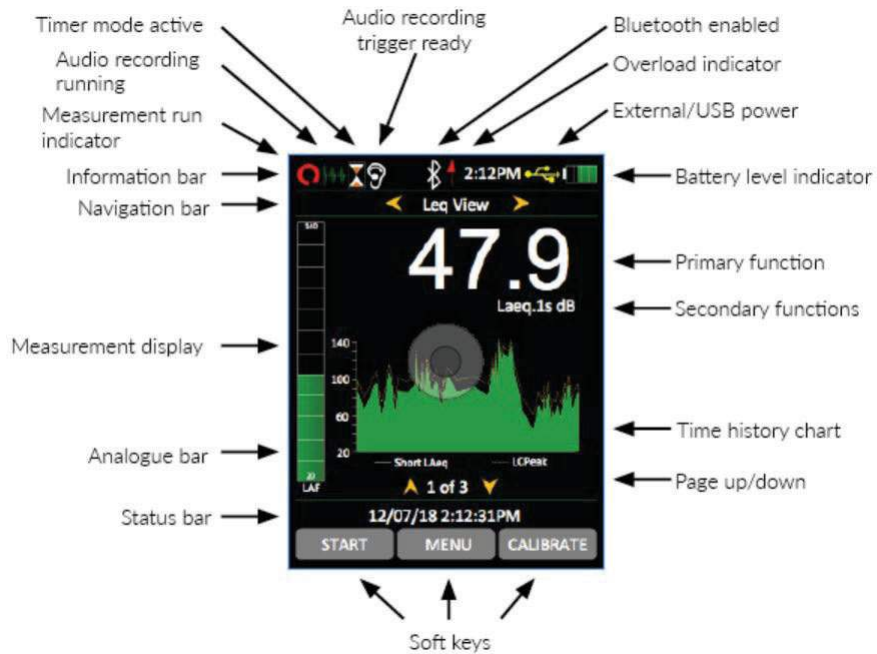 Timer mode active
Audio recording
trigger ready
Bluetooth enabled
Audio recording
running
Overload indicator
Measurement run
indicator
External/USB power
Information bar
2:12PM
Battery level indicator
Navigation bar
Leq View
140
47.9
Primary function
Laeq.1s dB
Secondary functions
Measurement display
140
100
60
20
Time history chart
Analogue bar
Short LAeq
LCPeak
20
LAF
1 of 3
Page up/down
Status bar
12/07/18 2:12:31PM
START
MENU
CALIBRATE
Soft keys